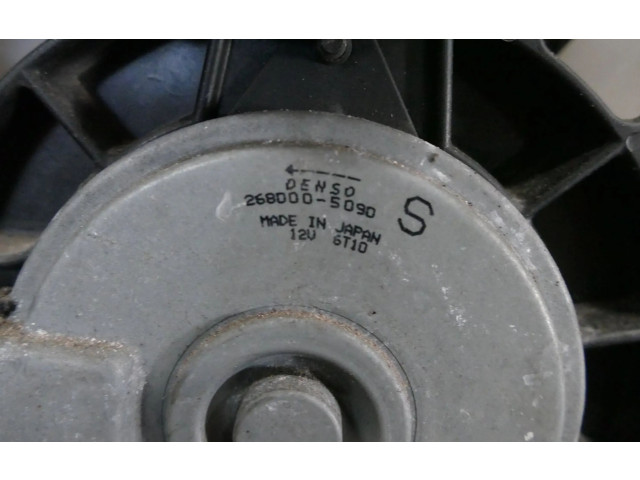 DENSO
268000-5090 S
MADE IN JAPAN
12V 6T10